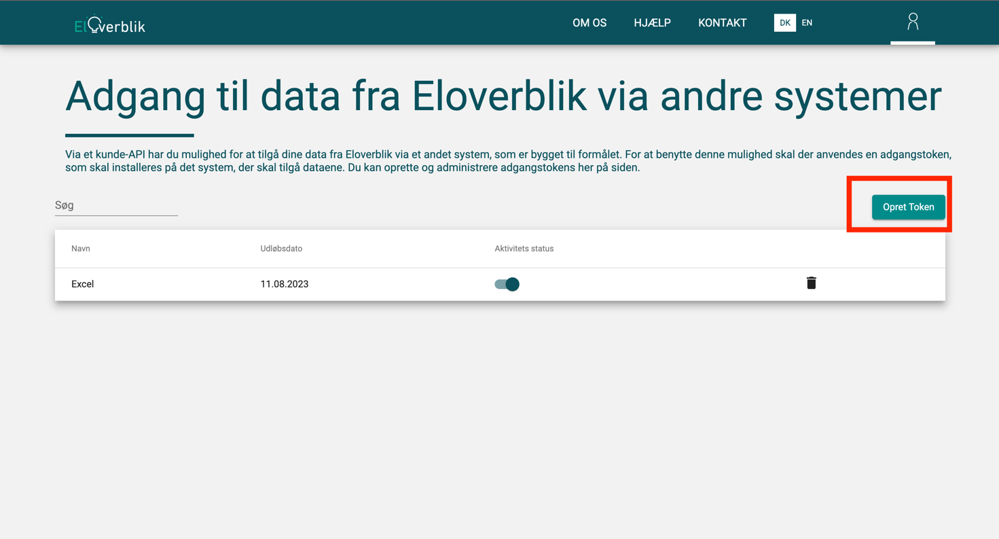 Eloverblik
OM OS
HJÆLP
KONTAKT
DK
EN
Adgang til data fra Eloverblik via andre systemer
Via et kunde-API har du mulighed for at tilgå dine data fra Eloverblik via et andet system, som er bygget til formålet. For at benytte denne mulighed skal der anvendes en adgangstoken,
som skal installeres på det system, der skal tilgå dataene. Du kan oprette og administrere adgangstokens her på siden.
Søg
Opret Token
Navn
Udløbsdato
Aktivitets status
Excel
11.08.2023